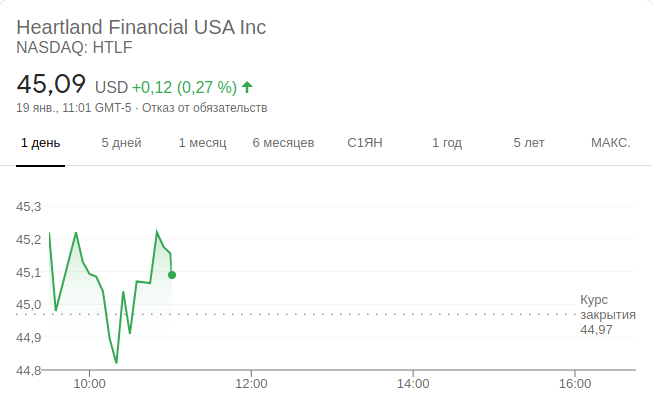 Heartland Financial USA Inc
NASDAQ: HTLF
45,09 USD +0,12 (0,27 %)
19 янв., 11:01 GMT-5 · Отказ от обязательств
1 день 5 дней 1 месяц 6 месяцев С1ЯН 1 год 5 лет МАКС.
45,3
45,2
45,1
45,0
44,9
44,8
Курс
закрытия
44,97
10:00 12:00 14:00 16:00